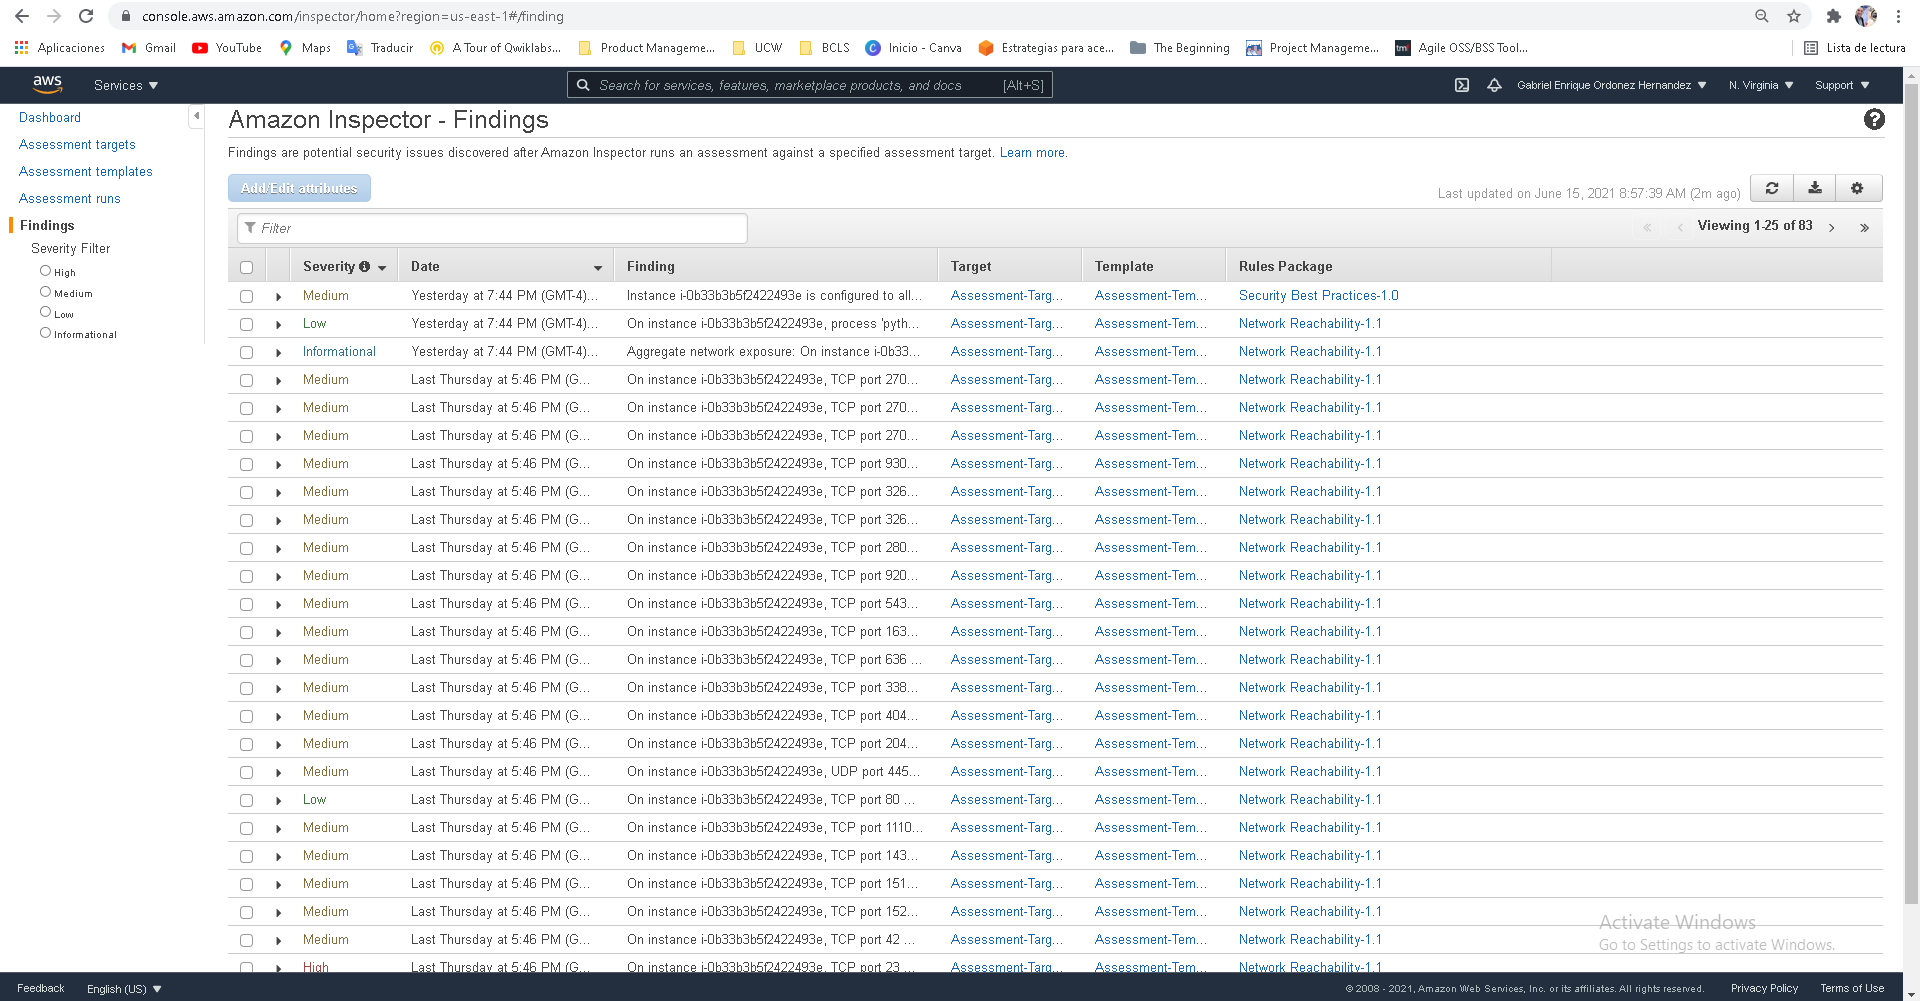 console.aws.amazon.com/inspector/home?region=us-east-1#/finding
Aplicaciones Gmail YouTube Maps Traducir A Tour of Qwiklabs... Product Manageme... UCW BCLS Inicio - Canva Estrategias para ace... The Beginning Project Manageme... tmf Agile OSS/BSS Tool... Lista de lectura
aws Services Search for services, features, marketplace products, and docs [Alt+S] Gabriel Enrique Ordonez Hernandez N. Virginia Support
Dashboard
Assessment targets
Assessment templates
Assessment runs
Findings
Severity Filter
High
Medium
Low
Informational
Amazon Inspector - Findings
Findings are potential security issues discovered after Amazon Inspector runs an assessment against a specified assessment target. Learn more.
Add/Edit attributes Last updated on June 15, 2021 8:57:39 AM (2m ago)
Filter « ‹ Viewing 1-25 of 83 › »
Severity Date Finding Target Template Rules Package
Medium Yesterday at 7:44 PM (GMT-4)... Instance i-0b33b3b5f2422493e is configured to all... Assessment-Targ... Assessment-Tem... Security Best Practices-1.0
Low Yesterday at 7:44 PM (GMT-4)... On instance i-0b33b3b5f2422493e, process 'pyth... Assessment-Targ... Assessment-Tem... Network Reachability-1.1
Informational Yesterday at 7:44 PM (GMT-4)... Aggregate network exposure: On instance i-0b33... Assessment-Targ... Assessment-Tem... Network Reachability-1.1
Medium Last Thursday at 5:46 PM (G... On instance i-0b33b3b5f2422493e, TCP port 270... Assessment-Targ... Assessment-Tem... Network Reachability-1.1
Medium Last Thursday at 5:46 PM (G... On instance i-0b33b3b5f2422493e, TCP port 270... Assessment-Targ... Assessment-Tem... Network Reachability-1.1
Medium Last Thursday at 5:46 PM (G... On instance i-0b33b3b5f2422493e, TCP port 270... Assessment-Targ... Assessment-Tem... Network Reachability-1.1
Medium Last Thursday at 5:46 PM (G... On instance i-0b33b3b5f2422493e, TCP port 930... Assessment-Targ... Assessment-Tem... Network Reachability-1.1
Medium Last Thursday at 5:46 PM (G... On instance i-0b33b3b5f2422493e, TCP port 326... Assessment-Targ... Assessment-Tem... Network Reachability-1.1
Medium Last Thursday at 5:46 PM (G... On instance i-0b33b3b5f2422493e, TCP port 326... Assessment-Targ... Assessment-Tem... Network Reachability-1.1
Medium Last Thursday at 5:46 PM (G... On instance i-0b33b3b5f2422493e, TCP port 280... Assessment-Targ... Assessment-Tem... Network Reachability-1.1
Medium Last Thursday at 5:46 PM (G... On instance i-0b33b3b5f2422493e, TCP port 920... Assessment-Targ... Assessment-Tem... Network Reachability-1.1
Medium Last Thursday at 5:46 PM (G... On instance i-0b33b3b5f2422493e, TCP port 543... Assessment-Targ... Assessment-Tem... Network Reachability-1.1
Medium Last Thursday at 5:46 PM (G... On instance i-0b33b3b5f2422493e, TCP port 163... Assessment-Targ... Assessment-Tem... Network Reachability-1.1
Medium Last Thursday at 5:46 PM (G... On instance i-0b33b3b5f2422493e, TCP port 636 ... Assessment-Targ... Assessment-Tem... Network Reachability-1.1
Medium Last Thursday at 5:46 PM (G... On instance i-0b33b3b5f2422493e, TCP port 338... Assessment-Targ... Assessment-Tem... Network Reachability-1.1
Medium Last Thursday at 5:46 PM (G... On instance i-0b33b3b5f2422493e, TCP port 404... Assessment-Targ... Assessment-Tem... Network Reachability-1.1
Medium Last Thursday at 5:46 PM (G... On instance i-0b33b3b5f2422493e, TCP port 204... Assessment-Targ... Assessment-Tem... Network Reachability-1.1
Medium Last Thursday at 5:46 PM (G... On instance i-0b33b3b5f2422493e, UDP port 445... Assessment-Targ... Assessment-Tem... Network Reachability-1.1
Low Last Thursday at 5:46 PM (G... On instance i-0b33b3b5f2422493e, TCP port 80 ... Assessment-Targ... Assessment-Tem... Network Reachability-1.1
Medium Last Thursday at 5:46 PM (G... On instance i-0b33b3b5f2422493e, TCP port 1110... Assessment-Targ... Assessment-Tem... Network Reachability-1.1
Medium Last Thursday at 5:46 PM (G... On instance i-0b33b3b5f2422493e, TCP port 143... Assessment-Targ... Assessment-Tem... Network Reachability-1.1
Medium Last Thursday at 5:46 PM (G... On instance i-0b33b3b5f2422493e, TCP port 151... Assessment-Targ... Assessment-Tem... Network Reachability-1.1
Medium Last Thursday at 5:46 PM (G... On instance i-0b33b3b5f2422493e, TCP port 152... Assessment-Targ... Assessment-Tem... Network Reachability-1.1
Medium Last Thursday at 5:46 PM (G... On instance i-0b33b3b5f2422493e, TCP port 42 ... Assessment-Targ... Assessment-Tem... Network Reachability-1.1
High Last Thursday at 5:46 PM (G... On instance i-0b33b3b5f2422493e, TCP port 23 ... Assessment-Targ... Assessment-Tem... Network Reachability-1.1
Activate Windows
Go to Settings to activate Windows.
Feedback English (US) © 2008 - 2021, Amazon Web Services, Inc. or its affiliates. All rights reserved. Privacy Policy Terms of Use